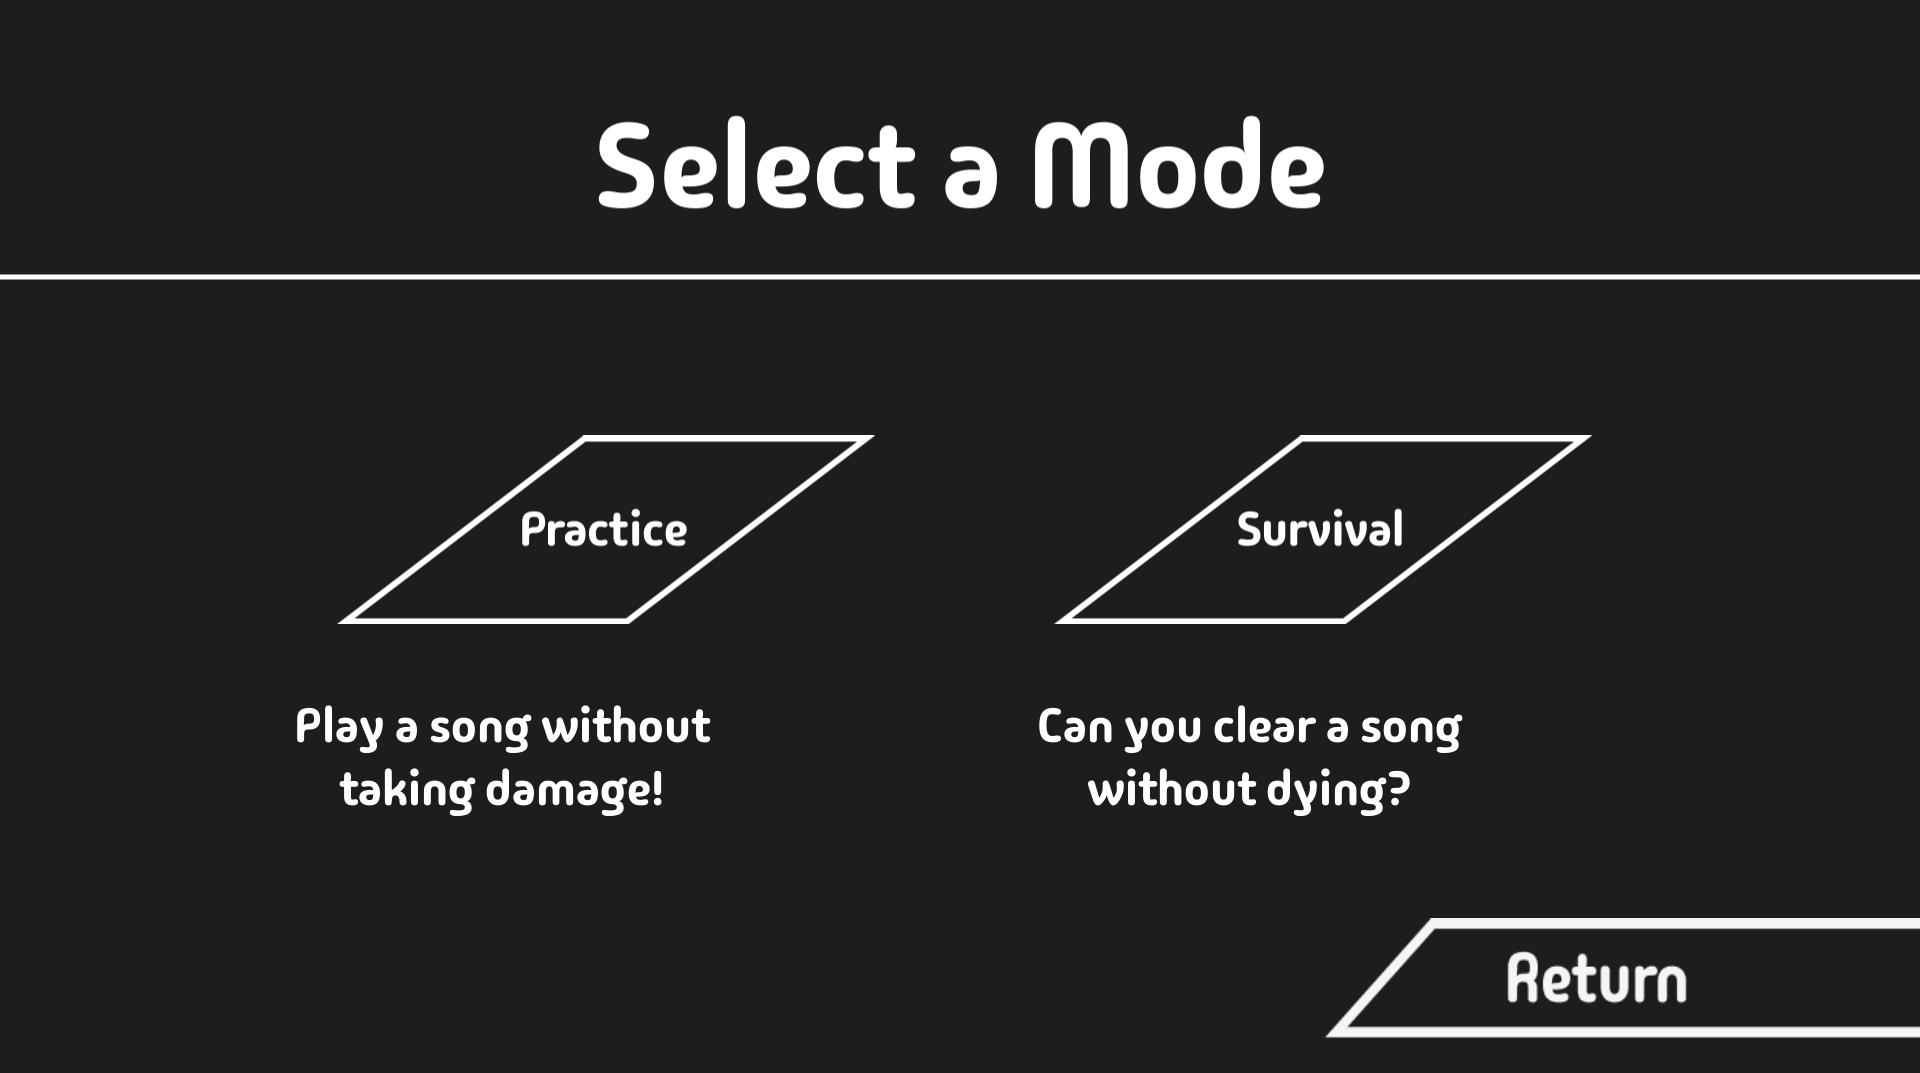 Select a Mode
Practice
Survival
Play a song without
taking damage!
Can you clear a song
without dying?
Return